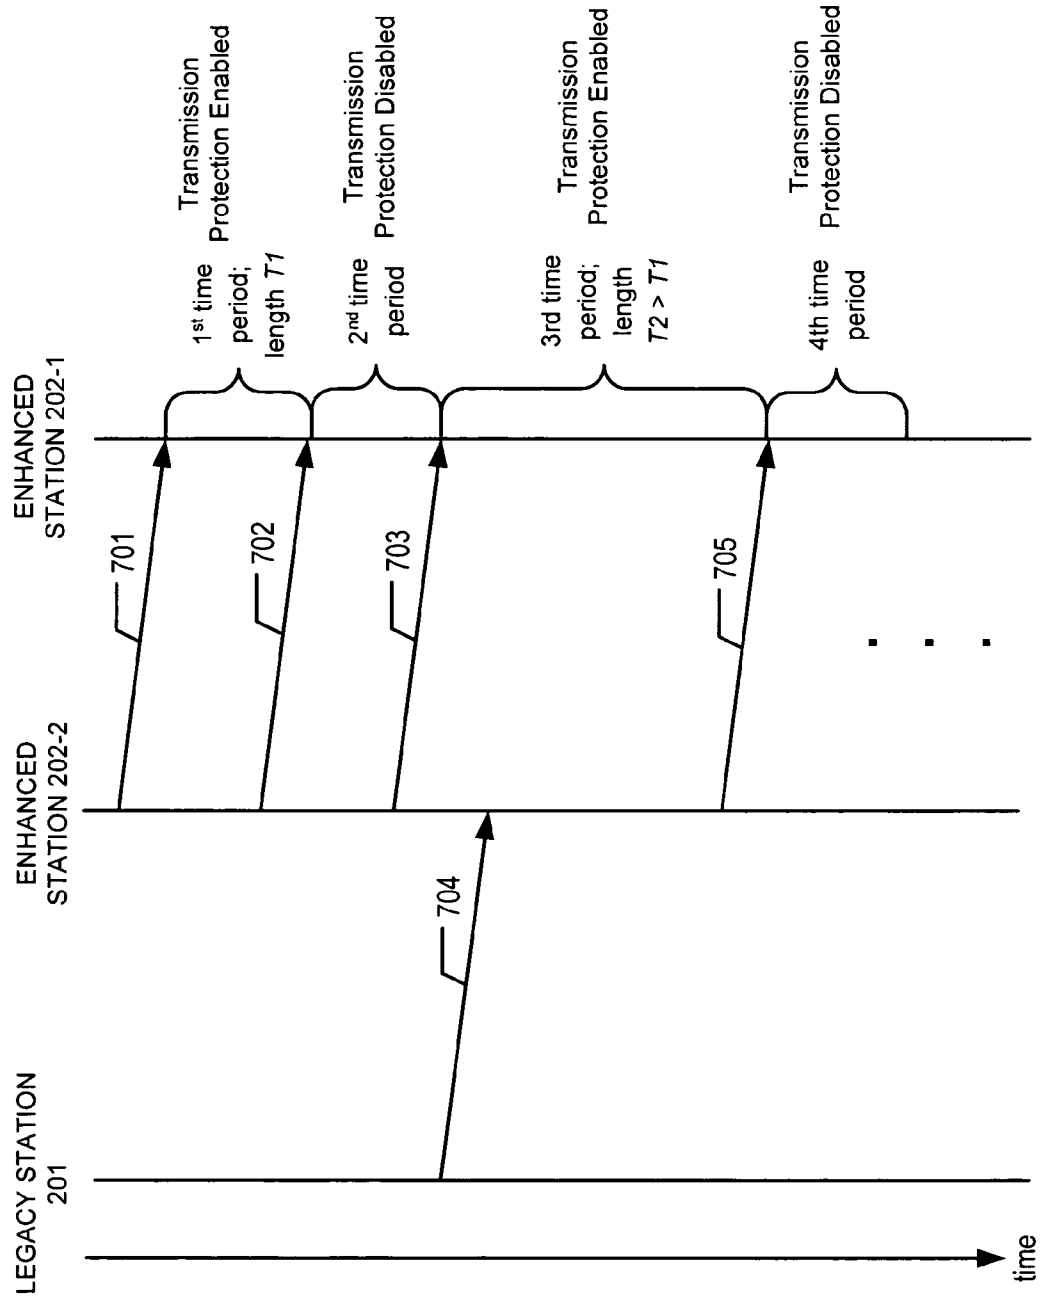 LEGACY STATION
201
ENHANCED
STATION 202-2
ENHANCED
STATION 202-1
701
702
703
704
705
1st time
period;
length T1
Transmission
Protection Enabled
2nd time
period
Transmission
Protection Disabled
3rd time
period;
length
T2 > T1
Transmission
Protection Enabled
4th time
period
Transmission
Protection Disabled
time